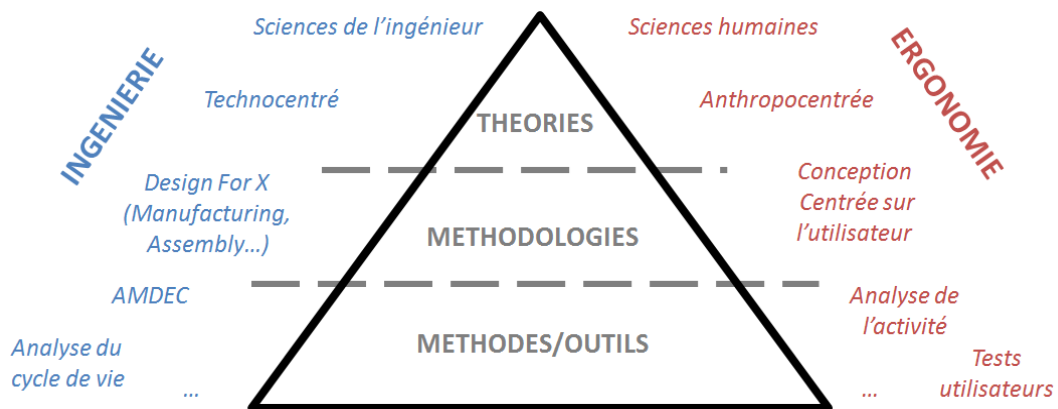 Sciences de l'ingénieur
Sciences humaines
INGENIERIE
ERGONOMIE
Technocentré
Anthropocentrée
THEORIES
Design For X
(Manufacturing,
Assembly...)
Conception
Centrée sur
l'utilisateur
METHODOLOGIES
AMDEC
Analyse de
l'activité
METHODES/OUTILS
Analyse du
cycle de vie
...
...
Tests
utilisateurs